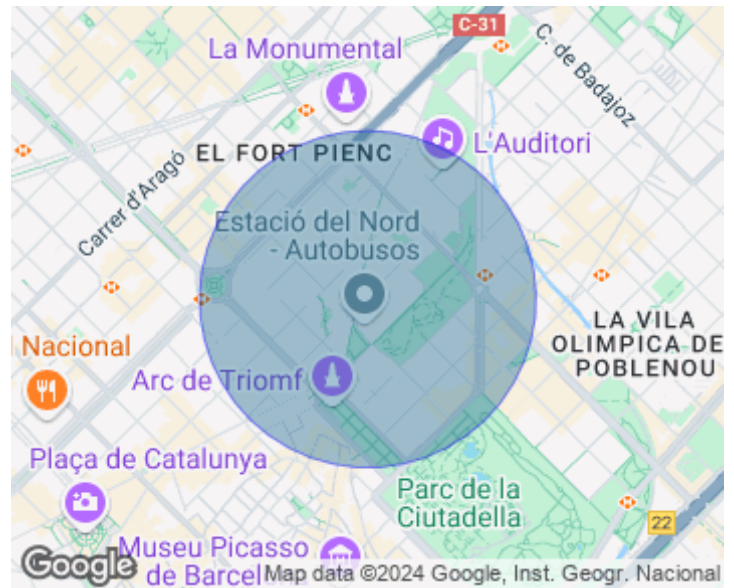 C-31
La Monumental
C. de Badajoz
L'Auditori
EL FORT PIENC
Carrer d'Aragó
Estació del Nord
- Autobusos
LA VILA
OLIMPICA DE
POBLENOU
Nacional
Arc de Triomf
Plaça de Catalunya
Parc de la
Ciutadella
22
Museu Picasso
de Barcel
Google
Map data ©2024 Google, Inst. Geogr. Nacional